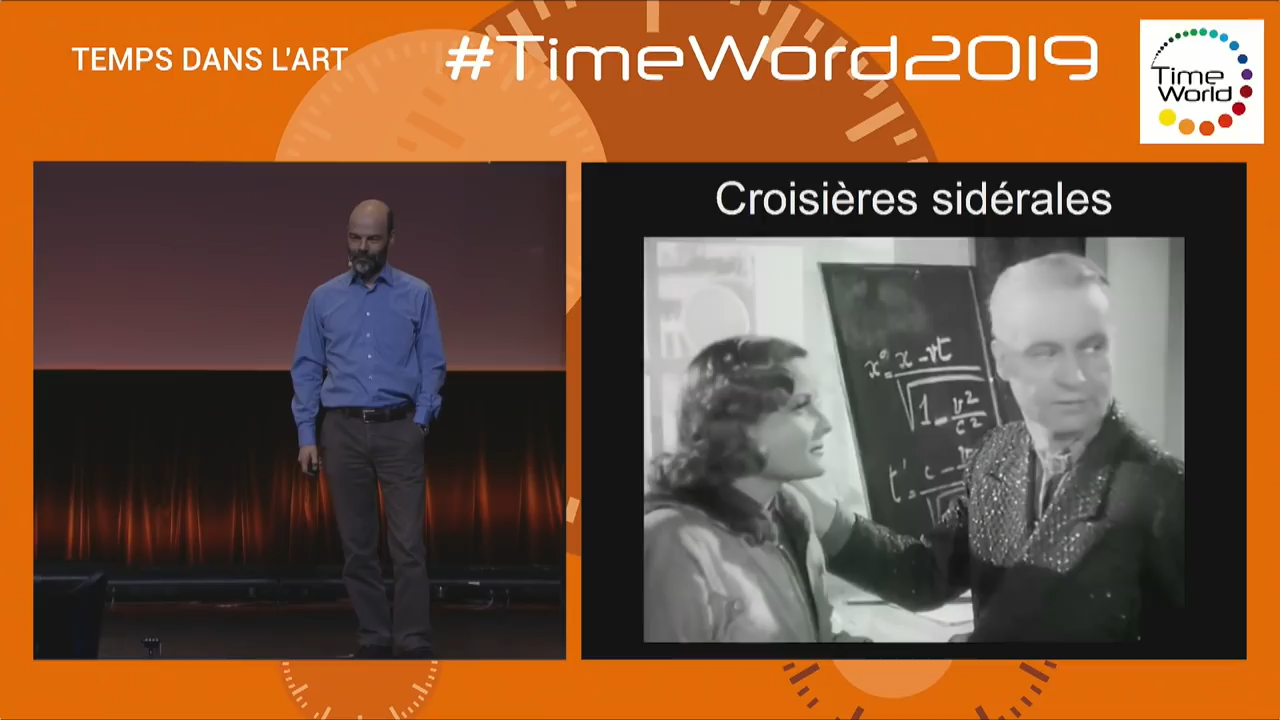 TEMPS DANS L'ART
#TimeWord2019
Time
World
Croisières sidérales
x° = x - vt
√1 - v²
c²
t' =